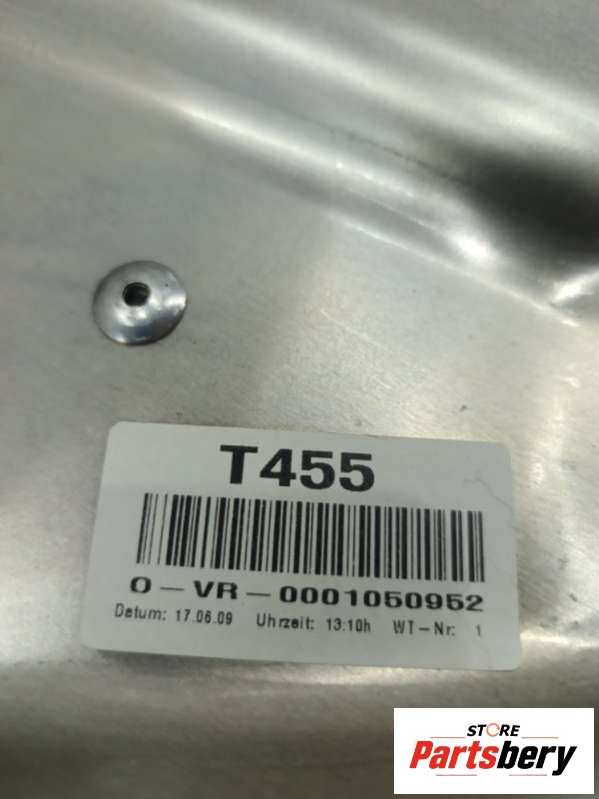 T455
O-VR-0001050952
Datum: 17.06.09 Uhrzeit: 13:10h WT-Nr: 1
STORE
Partsbery